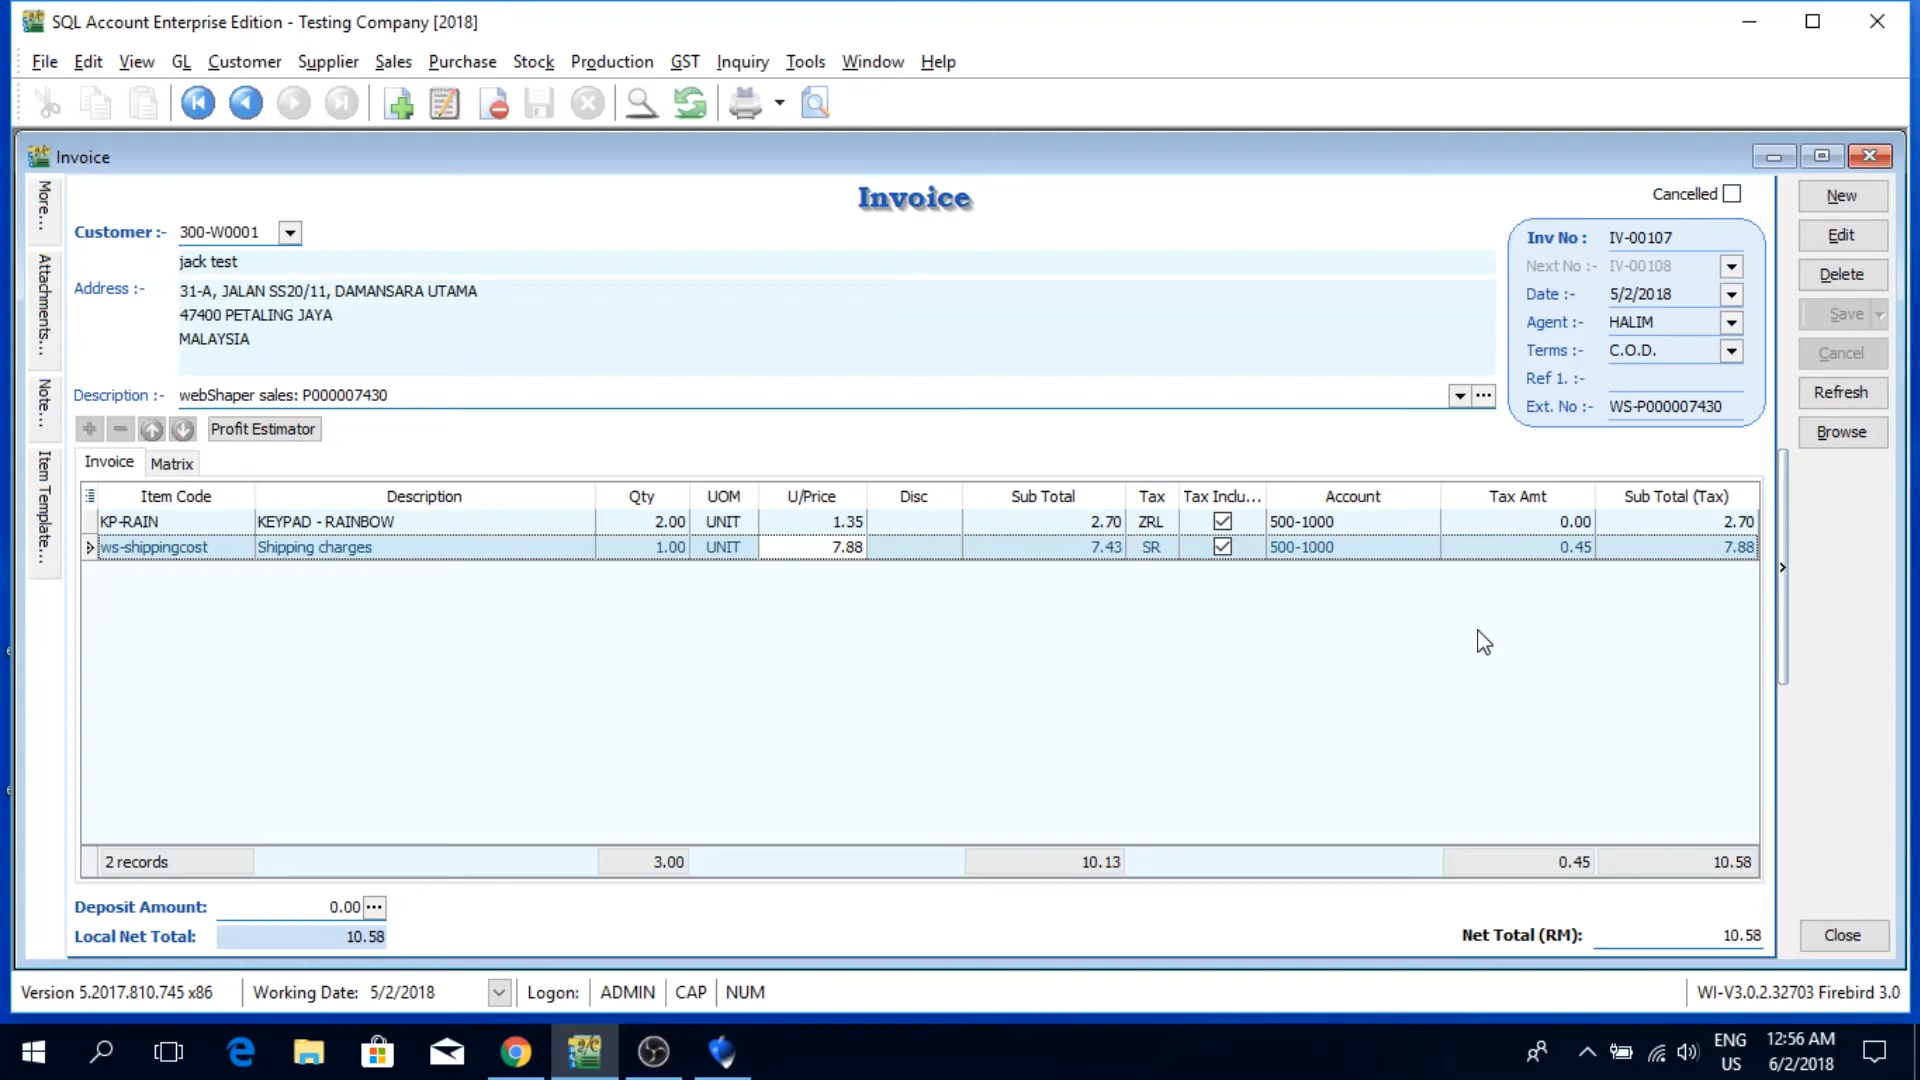 SQL Account Enterprise Edition - Testing Company [2018]
File Edit View GL Customer Supplier Sales Purchase Stock Production GST Inquiry Tools Window Help
Invoice
Invoice
Cancelled
New
Edit
Delete
Save
Cancel
Refresh
Browse
Close
More...
Attachments...
Note...
Item Template...
Customer :- 300-W0001
jack test
Address :- 31-A, JALAN SS20/11, DAMANSARA UTAMA
47400 PETALING JAYA
MALAYSIA
Description :- webShaper sales: P000007430
Inv No : IV-00107
Next No :- IV-00108
Date :- 5/2/2018
Agent :- HALIM
Terms :- C.O.D.
Ref 1. :-
Ext. No :- WS-P000007430
Profit Estimator
Invoice Matrix
Item Code Description Qty UOM U/Price Disc Sub Total Tax Tax Inclu... Account Tax Amt Sub Total (Tax)
KP-RAIN KEYPAD - RAINBOW 2.00 UNIT 1.35 2.70 ZRL 500-1000 0.00 2.70
ws-shippingcost Shipping charges 1.00 UNIT 7.88 7.43 SR 500-1000 0.45 7.88
2 records 3.00 10.13 0.45 10.58
Deposit Amount: 0.00
Local Net Total: 10.58
Net Total (RM): 10.58
Version 5.2017.810.745 x86 Working Date: 5/2/2018 Logon: ADMIN CAP NUM WI-V3.0.2.32703 Firebird 3.0
ENG
US
12:56 AM
6/2/2018